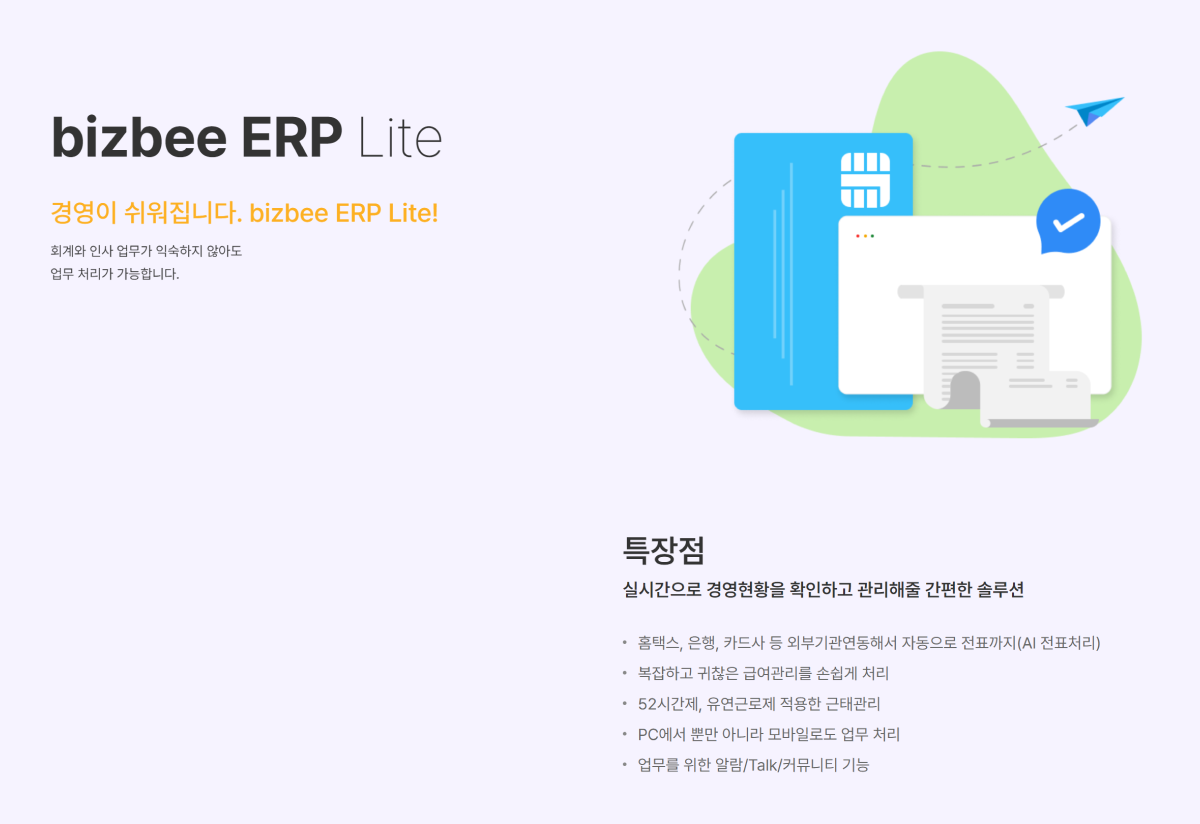 bizbee ERP Lite
경영이 쉬워집니다. bizbee ERP Lite!
회계와 인사 업무가 익숙하지 않아도
업무 처리가 가능합니다.
특장점
실시간으로 경영현황을 확인하고 관리해줄 간편한 솔루션
• 홈택스, 은행, 카드사 등 외부기관연동해서 자동으로 전표까지(AI 전표처리)
• 복잡하고 귀찮은 급여관리를 손쉽게 처리
• 52시간제, 유연근로제 적용한 근태관리
• PC에서 뿐만 아니라 모바일로도 업무 처리
• 업무를 위한 알람/Talk/커뮤니티 기능